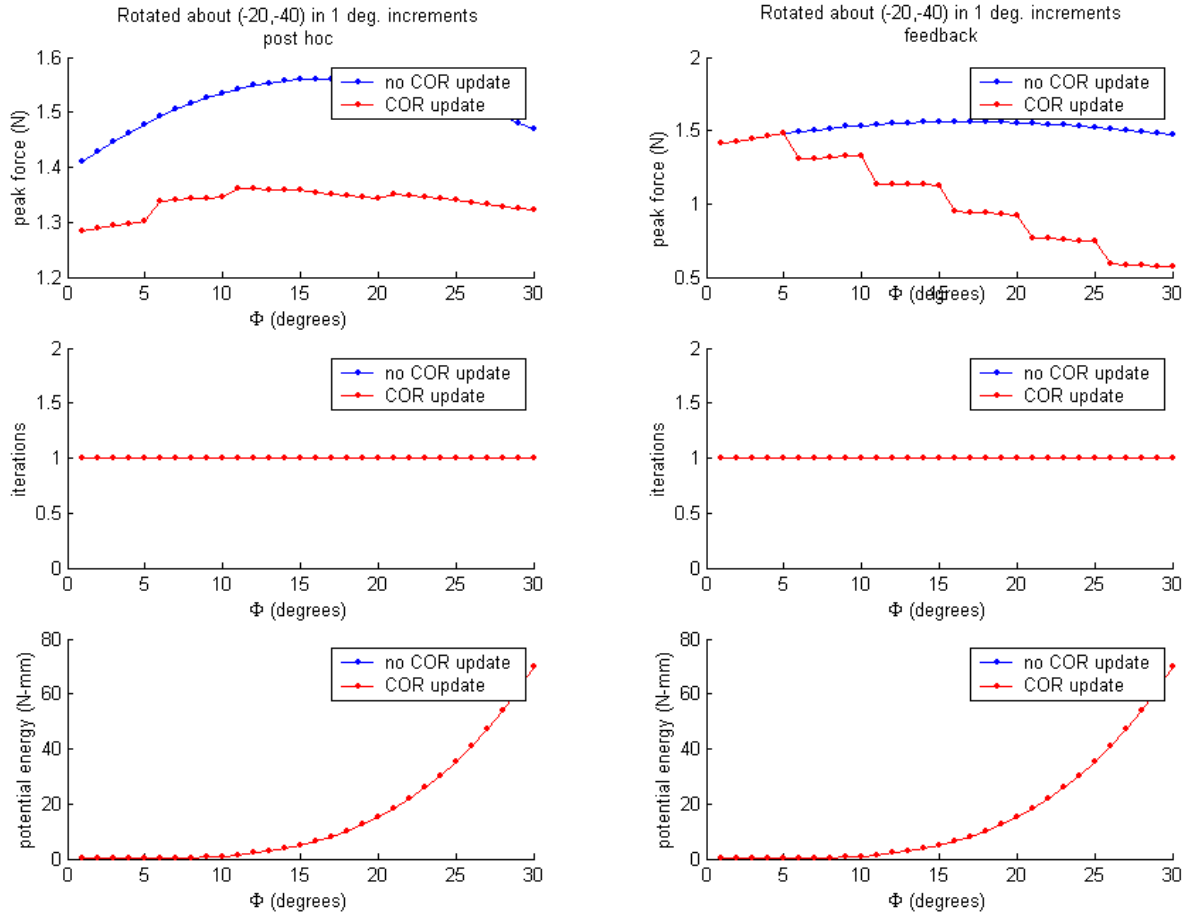 Rotated about (-20,-40) in 1 deg. increments
post hoc
peak force (N)
1.6
1.5
1.4
1.3
1.2
no COR update
COR update
0 5 10 15 20 25 30
Φ (degrees)
Rotated about (-20,-40) in 1 deg. increments
feedback
peak force (N)
2
1.5
1
0.5
no COR update
COR update
0 5 10 15 20 25 30
Φ (degrees)
iterations
2
1.5
1
0.5
0
no COR update
COR update
0 5 10 15 20 25 30
Φ (degrees)
iterations
2
1.5
1
0.5
0
no COR update
COR update
0 5 10 15 20 25 30
Φ (degrees)
potential energy (N-mm)
80
60
40
20
0
no COR update
COR update
0 5 10 15 20 25 30
Φ (degrees)
potential energy (N-mm)
80
60
40
20
0
no COR update
COR update
0 5 10 15 20 25 30
Φ (degrees)